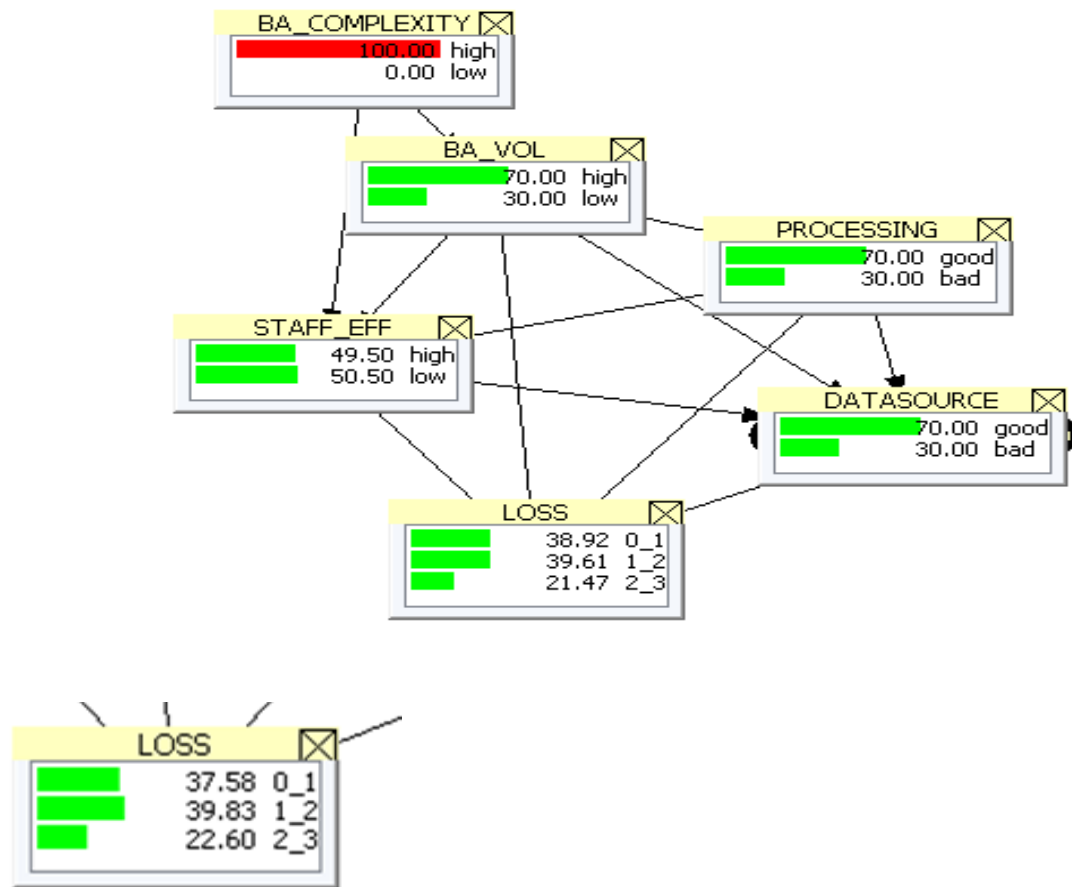 BA_COMPLEXITY
100.00 high
0.00 low
BA_VOL
70.00 high
30.00 low
PROCESSING
70.00 good
30.00 bad
STAFF_EFF
49.50 high
50.50 low
DATASOURCE
70.00 good
30.00 bad
LOSS
38.92 0_1
39.61 1_2
21.47 2_3
LOSS
37.58 0_1
39.83 1_2
22.60 2_3